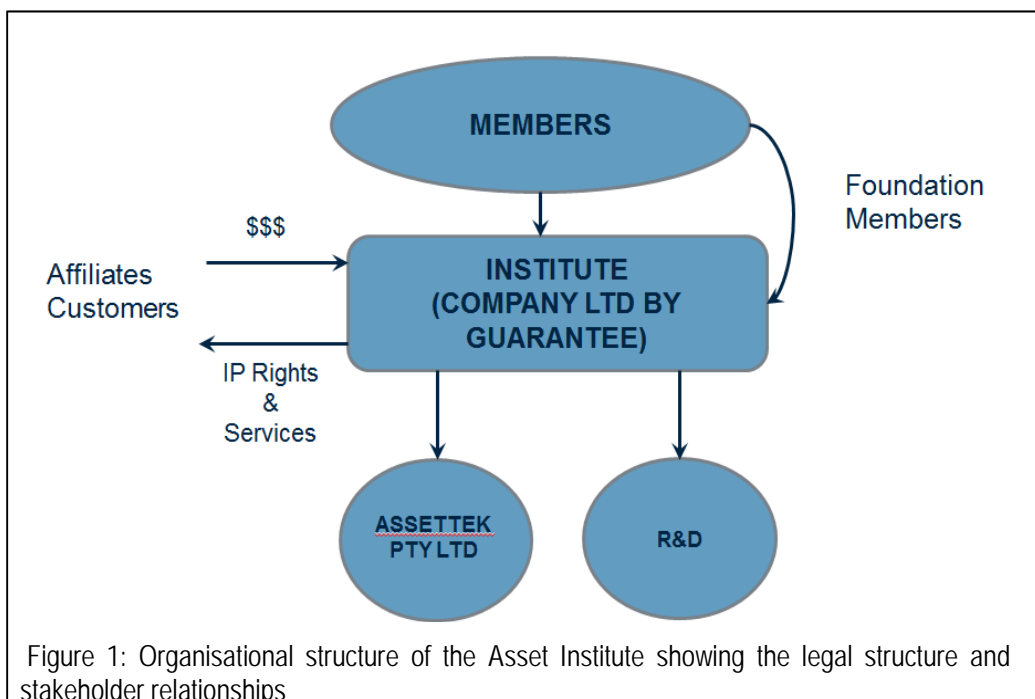 MEMBERS
Foundation
Members
$$$
Affiliates
Customers
INSTITUTE
(COMPANY LTD BY
GUARANTEE)
IP Rights
&
Services
ASSETTEK
PTY LTD
R&D
Figure 1: Organisational structure of the Asset Institute showing the legal structure and
stakeholder relationships